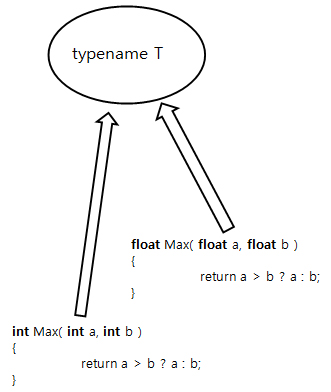 typename T
float Max( float a, float b )
{
return a > b ? a : b;
}
int Max( int a, int b )
{
return a > b ? a : b;
}